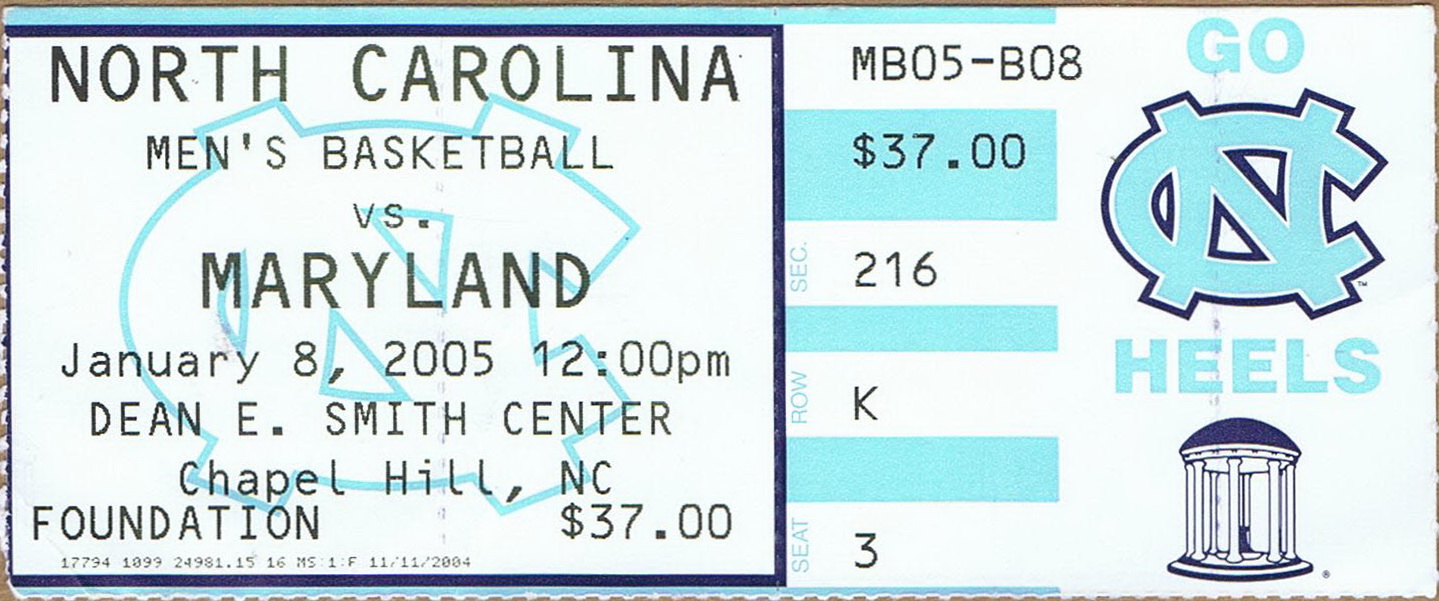 NORTH CAROLINA
MEN'S BASKETBALL
vs.
MARYLAND
January 8, 2005 12:00pm
DEAN E. SMITH CENTER
Chapel Hill, NC
FOUNDATION $37.00
17794 1099 24981.15 16 MS:1:F 11/11/2004
MB05-B08
$37.00
SEC. 216
ROW K
SEAT 3
GO
NC
™
HEELS
®